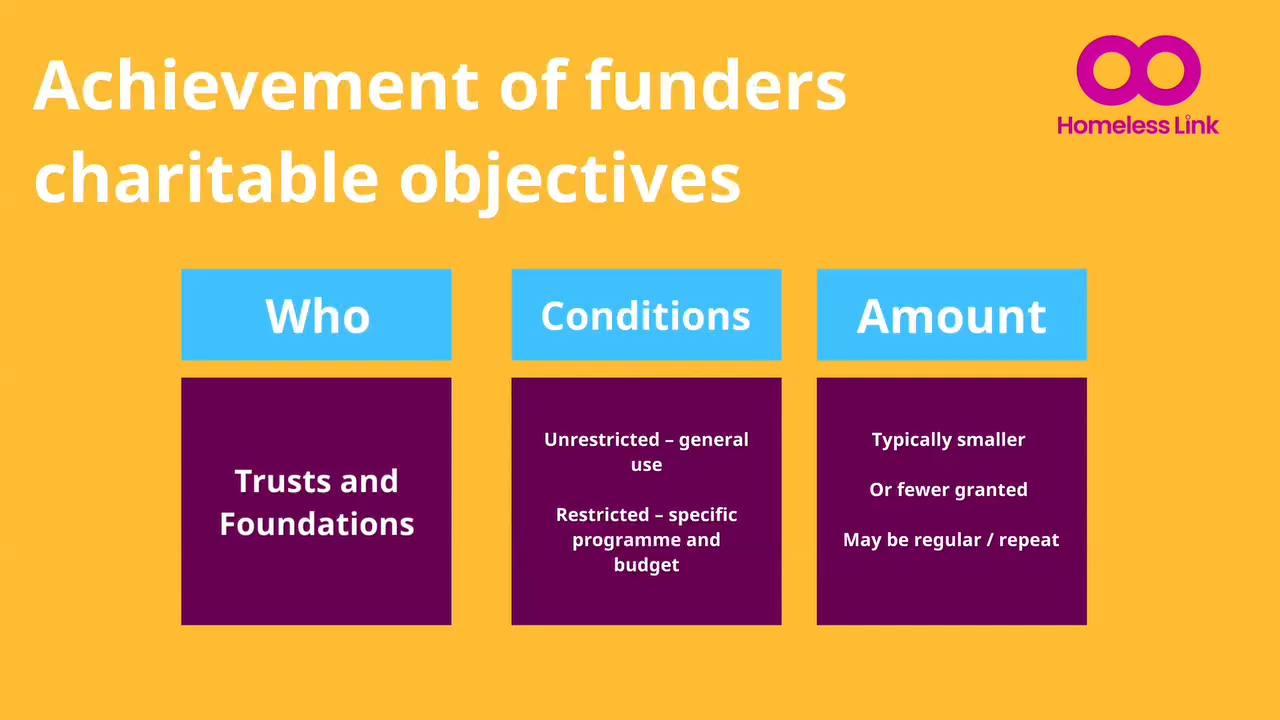 Achievement of funders
charitable objectives
Homeless Link
Who
Conditions
Amount
Trusts and
Foundations
Unrestricted – general
use
Restricted – specific
programme and
budget
Typically smaller
Or fewer granted
May be regular / repeat